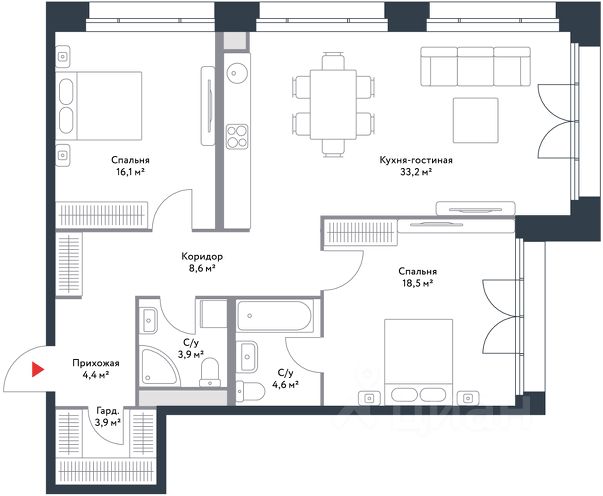 Спальня
16,1 м²
Кухня-гостиная
33,2 м²
Коридор
8,6 м²
Спальня
18,5 м²
С/у
3,9 м²
Прихожая
4,4 м²
С/у
4,6 м²
Гард.
3,9 м²
циан